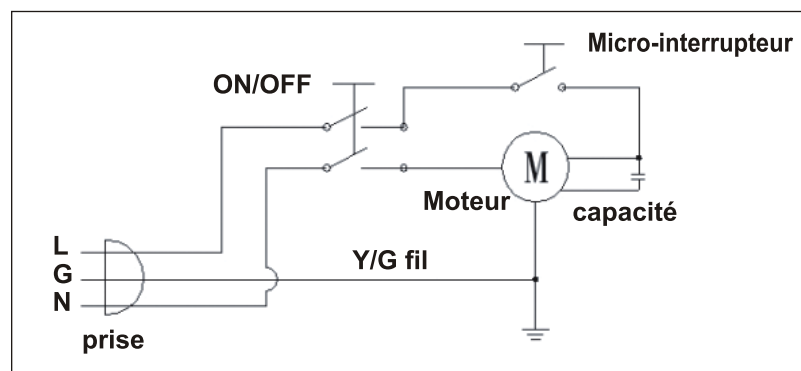 Micro-interrupteur
ON/OFF
M
Moteur
capacité
L
G
N
Y/G fil
prise